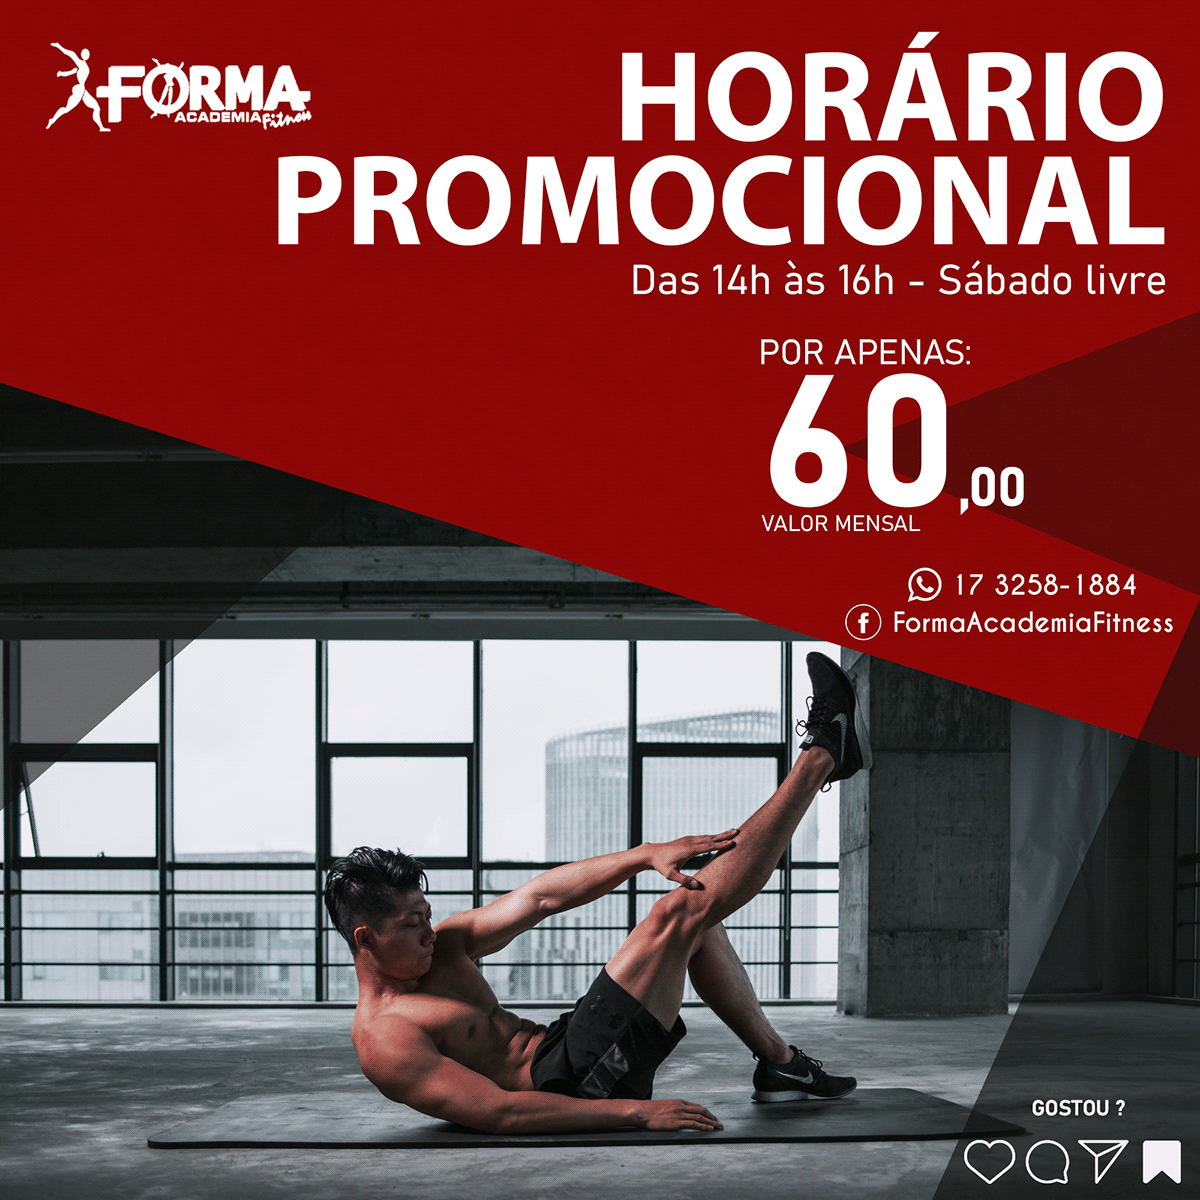 FORMA
ACADEMIA Fitness
HORÁRIO
PROMOCIONAL
Das 14h às 16h - Sábado livre
POR APENAS:
60,00
VALOR MENSAL
17 3258-1884
FormaAcademiaFitness
GOSTOU ?